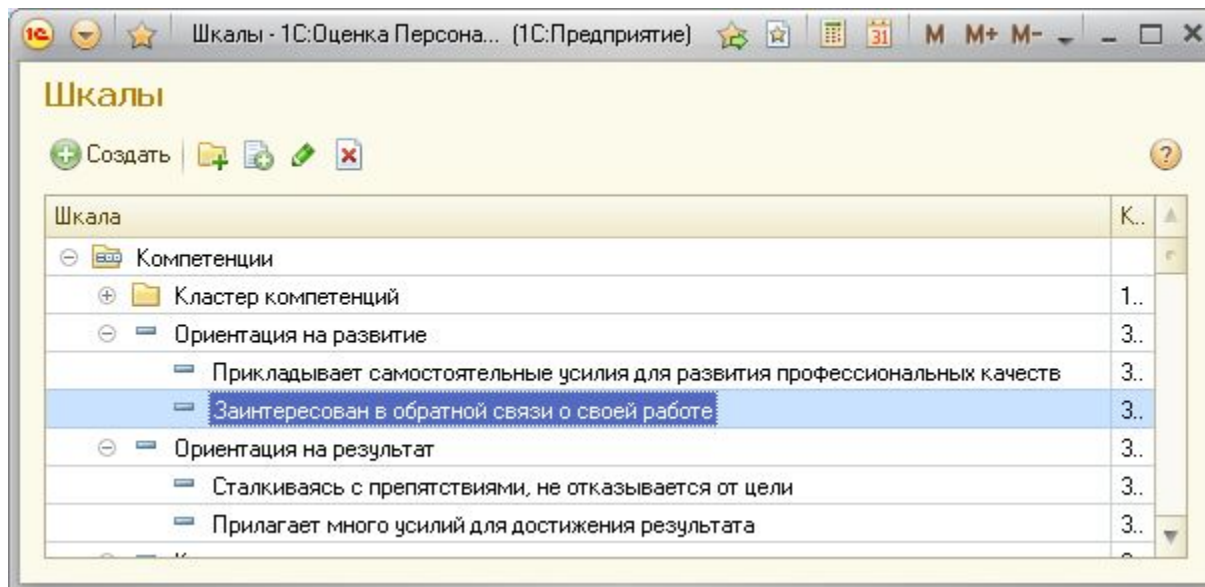 1С Шкалы - 1С:Оценка Персона... (1С:Предприятие) 31 M M+ M-
Шкалы
Создать ?
Шкала К..
Компетенции
Кластер компетенций 1..
Ориентация на развитие 3..
Прикладывает самостоятельные усилия для развития профессиональных качеств 3..
Заинтересован в обратной связи о своей работе 3..
Ориентация на результат 3..
Сталкиваясь с препятствиями, не отказывается от цели 3..
Прилагает много усилий для достижения результата 3..